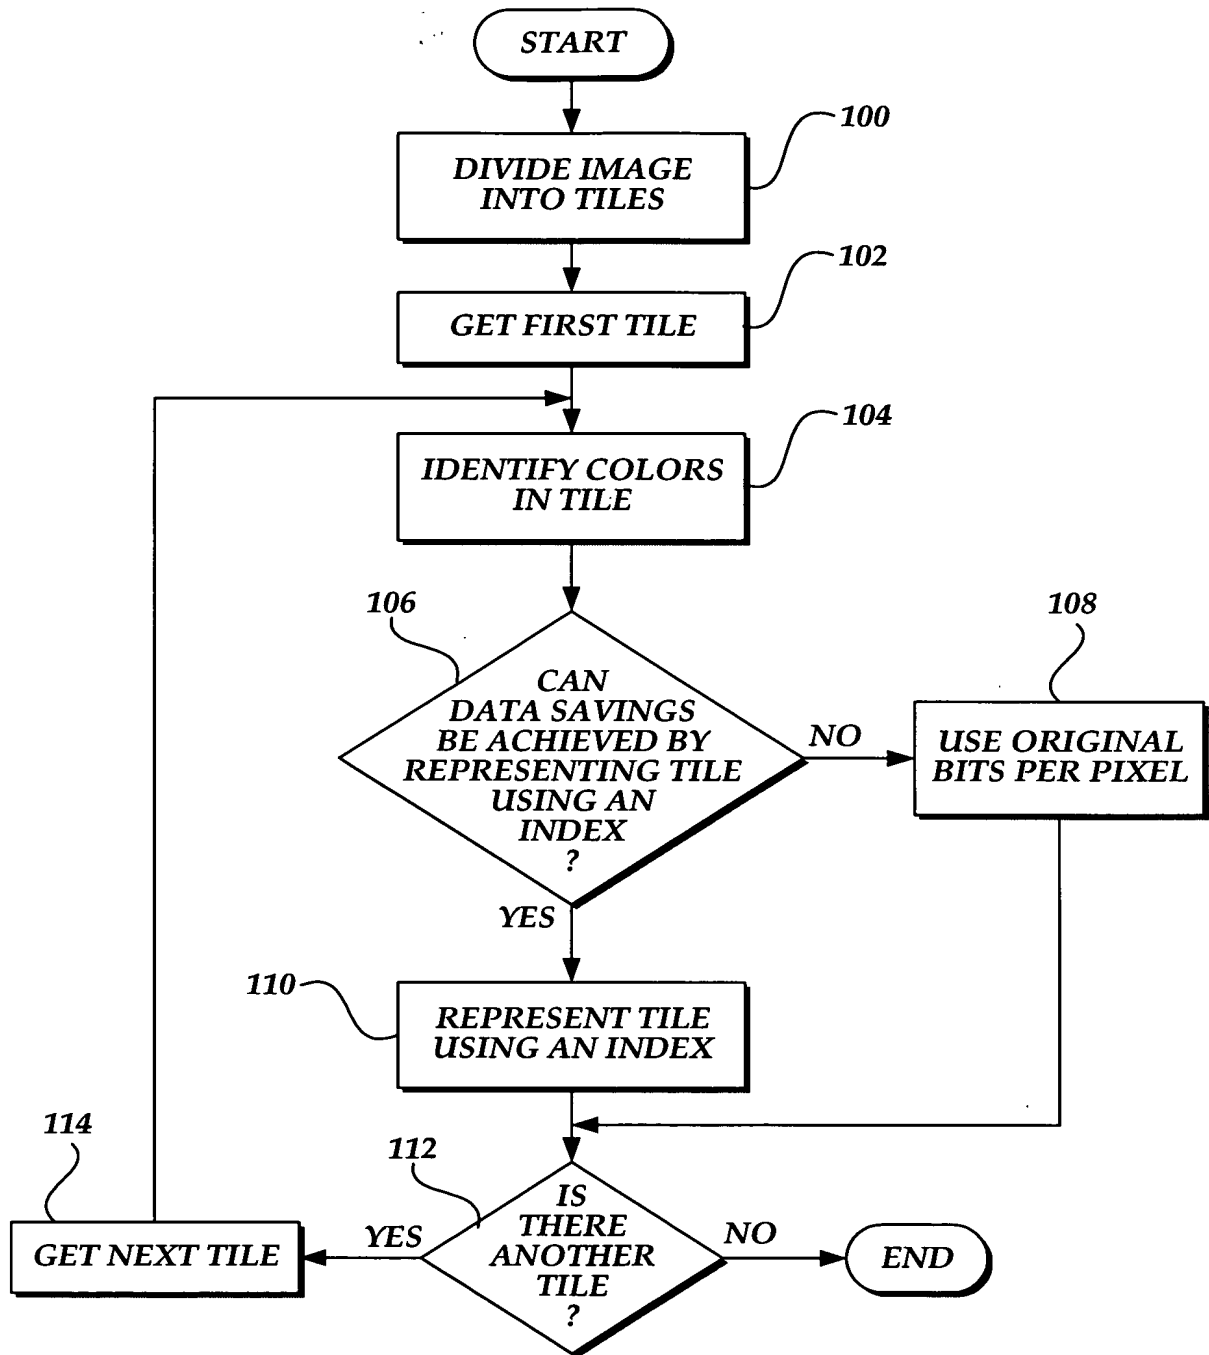 START
100
DIVIDE IMAGE
INTO TILES
102
GET FIRST TILE
104
IDENTIFY COLORS
IN TILE
106
CAN
DATA SAVINGS
BE ACHIEVED BY
REPRESENTING TILE
USING AN
INDEX
?
NO
108
USE ORIGINAL
BITS PER PIXEL
YES
110
REPRESENT TILE
USING AN INDEX
112
IS
THERE
ANOTHER
TILE
?
YES
114
GET NEXT TILE
NO
END